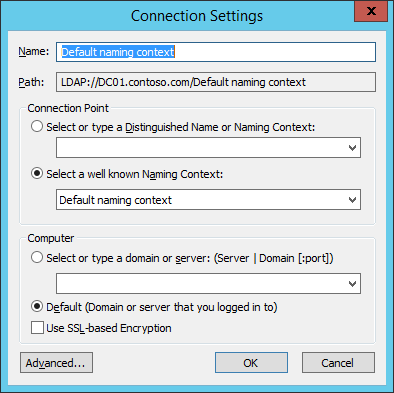 Connection Settings
x
Name: Default naming context
Path: LDAP://DC01.contoso.com/Default naming context
Connection Point
Select or type a Distinguished Name or Naming Context:
Select a well known Naming Context:
Default naming context
Computer
Select or type a domain or server: (Server | Domain [:port])
Default (Domain or server that you logged in to)
Use SSL-based Encryption
Advanced... OK Cancel